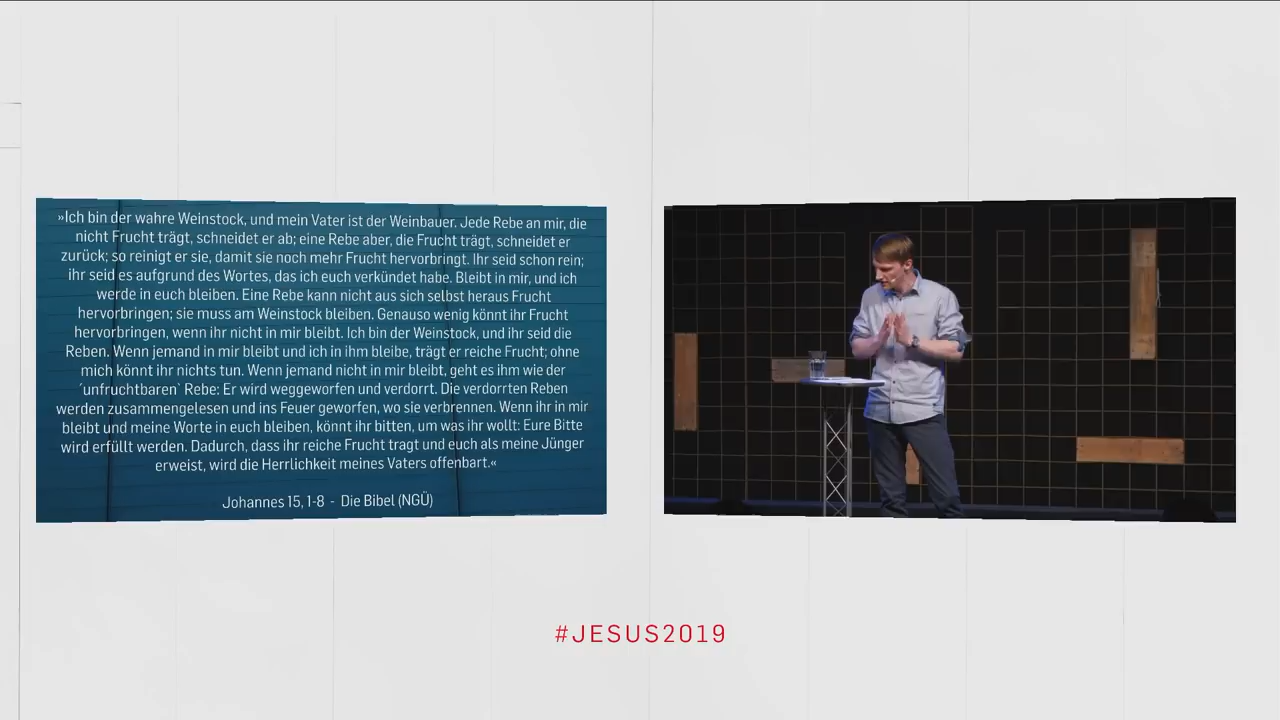 »Ich bin der wahre Weinstock, und mein Vater ist der Weinbauer. Jede Rebe an mir, die
nicht Frucht trägt, schneidet er ab; eine Rebe aber, die Frucht trägt, schneidet er
zurück; so reinigt er sie, damit sie noch mehr Frucht hervorbringt. Ihr seid schon rein;
ihr seid es aufgrund des Wortes, das ich euch verkündet habe. Bleibt in mir, und ich
werde in euch bleiben. Eine Rebe kann nicht aus sich selbst heraus Frucht
hervorbringen; sie muss am Weinstock bleiben. Genauso wenig könnt ihr Frucht
hervorbringen, wenn ihr nicht in mir bleibt. Ich bin der Weinstock, und ihr seid die
Reben. Wenn jemand in mir bleibt und ich in ihm bleibe, trägt er reiche Frucht; ohne
mich könnt ihr nichts tun. Wenn jemand nicht in mir bleibt, geht es ihm wie der
´unfruchtbaren` Rebe: Er wird weggeworfen und verdorrt. Die verdorrten Reben
werden zusammengelesen und ins Feuer geworfen, wo sie verbrennen. Wenn ihr in mir
bleibt und meine Worte in euch bleiben, könnt ihr bitten, um was ihr wollt: Eure Bitte
wird erfüllt werden. Dadurch, dass ihr reiche Frucht tragt und euch als meine Jünger
erweist, wird die Herrlichkeit meines Vaters offenbart.«
Johannes 15, 1-8 - Die Bibel (NGÜ)
#JESUS2019